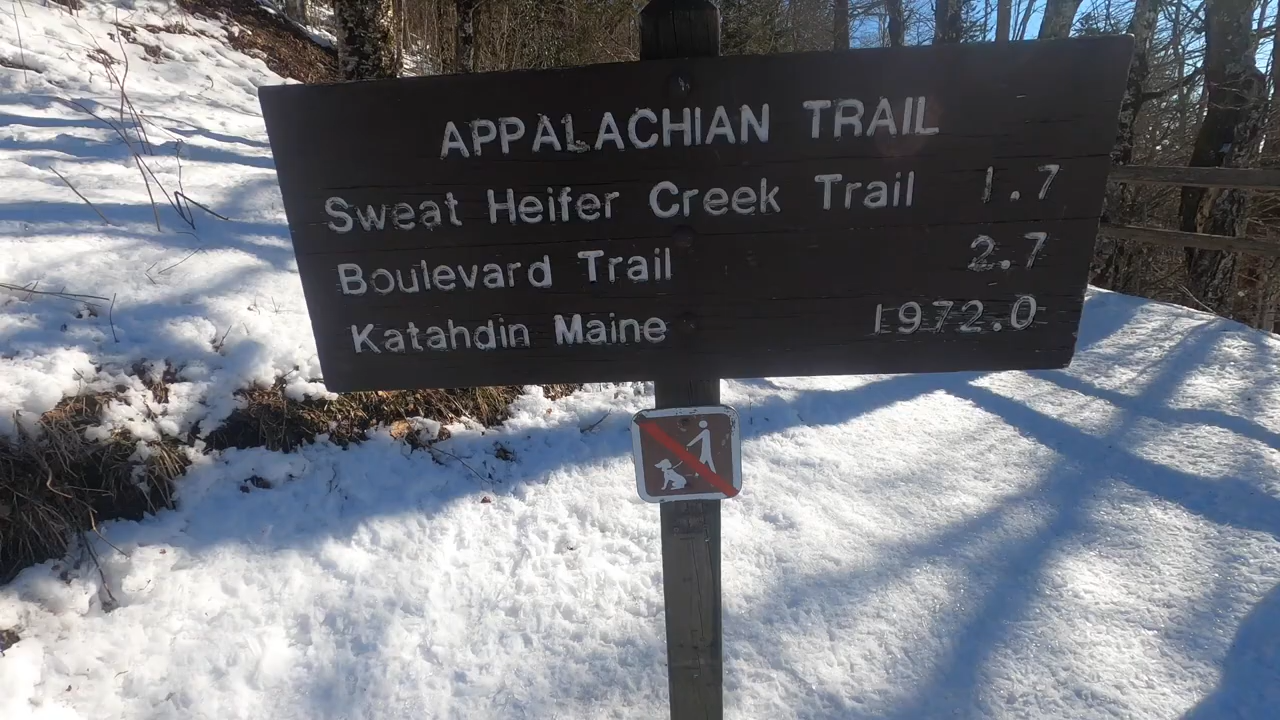 APPALACHIAN TRAIL
Sweat Heifer Creek Trail 1.7
Boulevard Trail 2.7
Katahdin Maine 1972.0